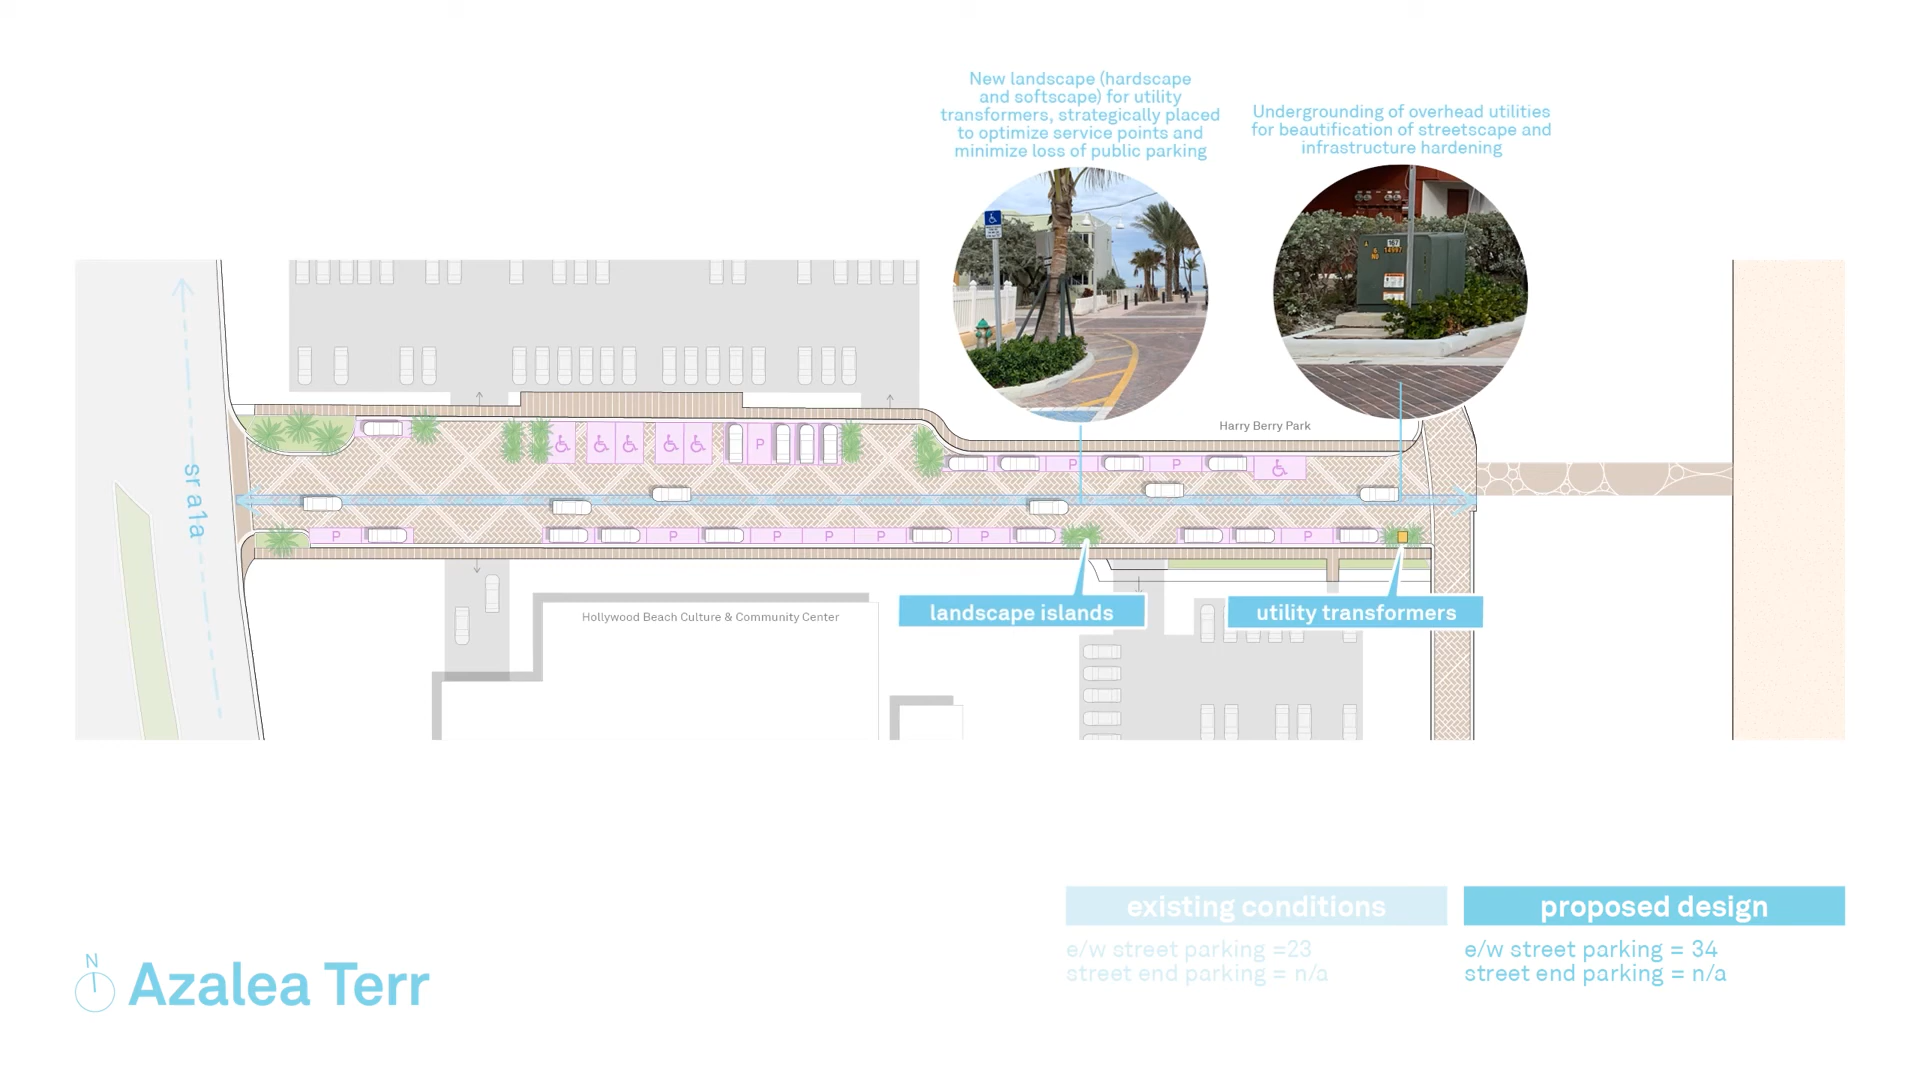 New landscape (hardscape
and softscape) for utility
transformers, strategically placed
to optimize service points and
minimize loss of public parking
Undergrounding of overhead utilities
for beautification of streetscape and
infrastructure hardening
167
14997
Harry Berry Park
sr a1a
P
P
P
P
P
P
P
P
P
P
P
Hollywood Beach Culture & Community Center
landscape islands
utility transformers
existing conditions
e/w street parking =23
street end parking = n/a
proposed design
e/w street parking = 34
street end parking = n/a
N
Azalea Terr